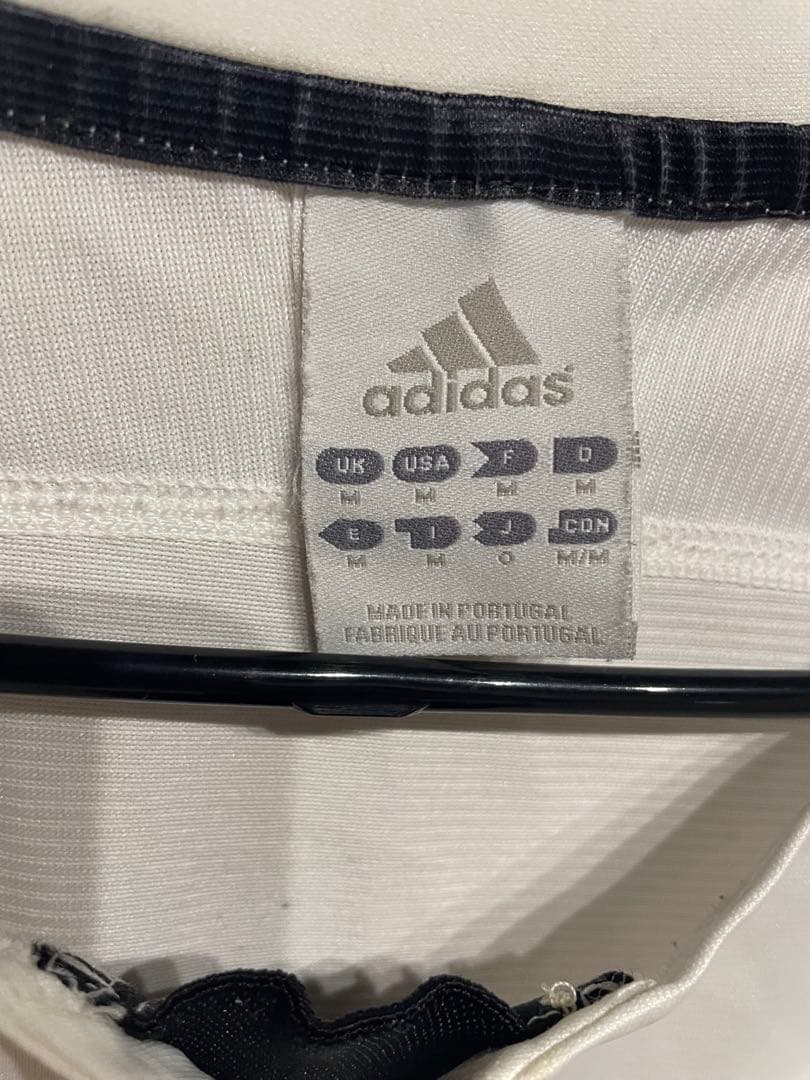 adidas
UK USA F D
M M M M
E I J CDN
M M O M/M
MADE IN PORTUGAL
FABRIQUE AU PORTUGAL